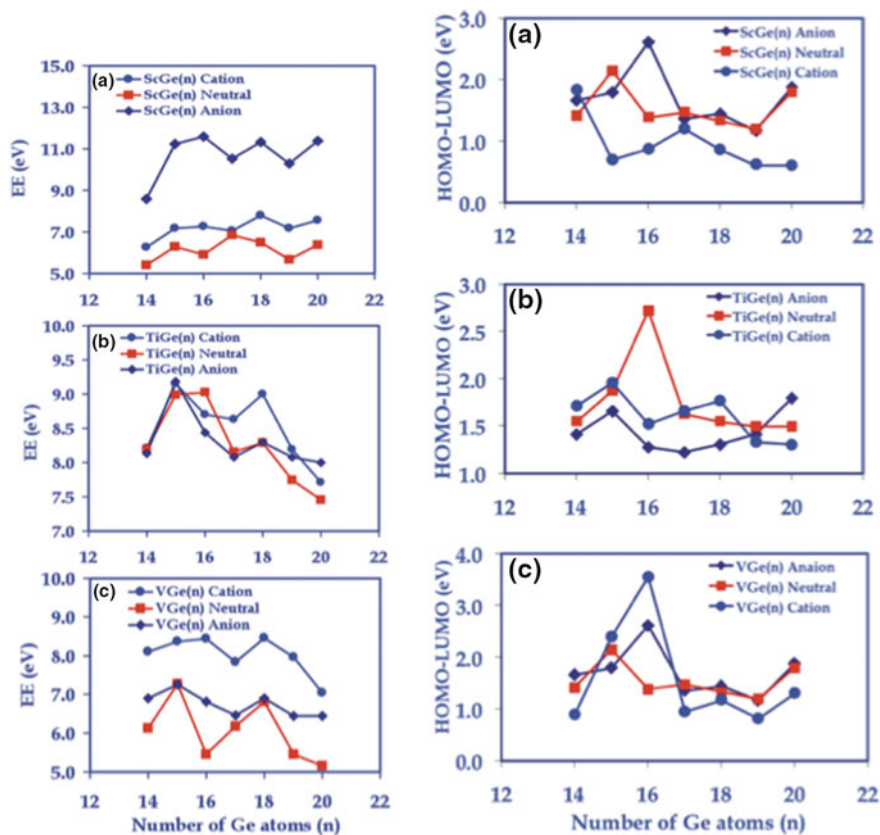 (a)
ScGe(n) Cation
ScGe(n) Neutral
ScGe(n) Anion
EE (eV)
15.0
13.0
11.0
9.0
7.0
5.0
12 14 16 18 20 22
(b)
TiGe(n) Cation
TiGe(n) Neutral
TiGe(n) Anion
EE (eV)
10.0
9.5
9.0
8.5
8.0
7.5
7.0
12 14 16 18 20 22
(c)
VGe(n) Cation
VGe(n) Neutral
VGe(n) Anion
EE (eV)
10.0
9.0
8.0
7.0
6.0
5.0
12 14 16 18 20 22
Number of Ge atoms (n)
(a)
ScGe(n) Anion
ScGe(n) Neutral
ScGe(n) Cation
HOMO-LUMO (eV)
3.0
2.0
1.0
0.0
12 14 16 18 20 22
(b)
TiGe(n) Anion
TiGe(n) Neutral
TiGe(n) Cation
HOMO-LUMO (eV)
3.0
2.5
2.0
1.5
1.0
12 14 16 18 20 22
(c)
VGe(n) Anaion
VGe(n) Neutral
VGe(n) Cation
HOMO-LUMO (eV)
4.0
3.0
2.0
1.0
0.0
12 14 16 18 20 22
Number of Ge atoms (n)